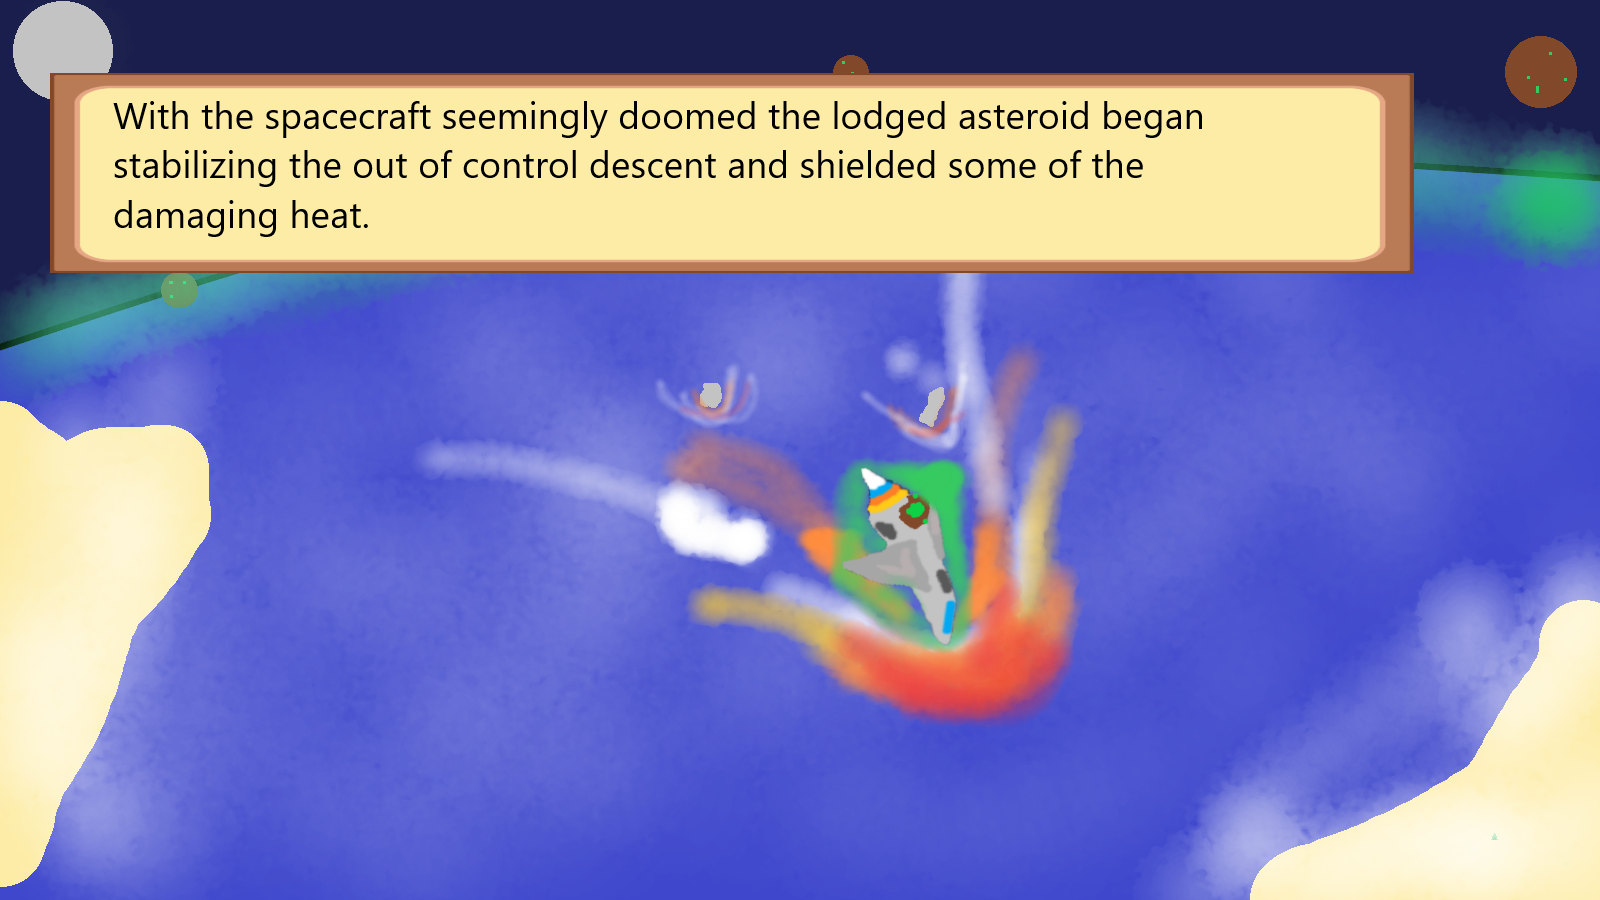 With the spacecraft seemingly doomed the lodged asteroid began
stabilizing the out of control descent and shielded some of the
damaging heat.